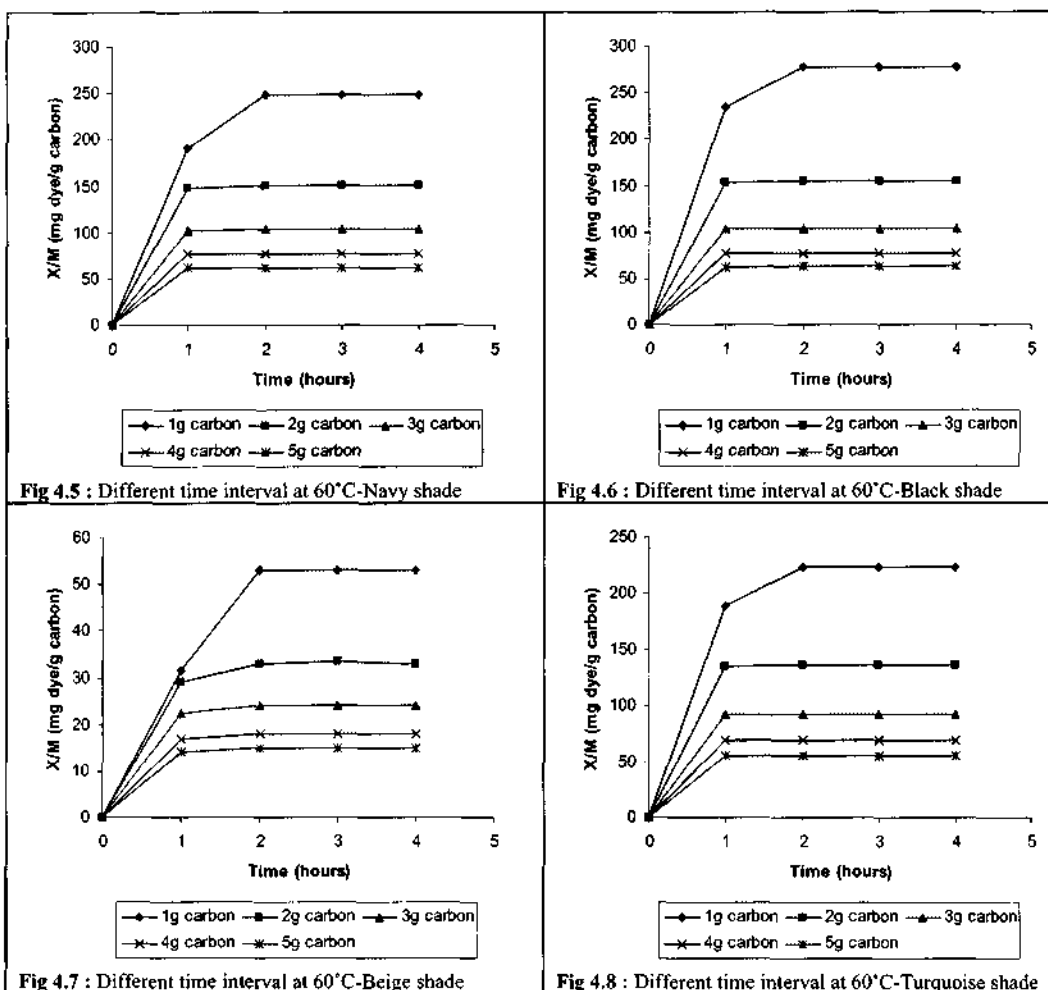 300
250
200
150
100
50
0
X/M (mg dye/g carbon)
0 1 2 3 4 5
Time (hours)
1g carbon 2g carbon 3g carbon
4g carbon 5g carbon
Fig 4.5 : Different time interval at 60°C-Navy shade
300
250
200
150
100
50
0
X/M (mg dye/g carbon)
0 1 2 3 4 5
Time (hours)
1g carbon 2g carbon 3g carbon
4g carbon 5g carbon
Fig 4.6 : Different time interval at 60°C-Black shade
60
50
40
30
20
10
0
X/M (mg dye/g carbon)
0 1 2 3 4 5
Time (hours)
1g carbon 2g carbon 3g carbon
4g carbon 5g carbon
Fig 4.7 : Different time interval at 60°C-Beige shade
250
200
150
100
50
0
X/M (mg dye/g carbon)
0 1 2 3 4 5
Time (hours)
1g carbon 2g carbon 3g carbon
4g carbon 5g carbon
Fig 4.8 : Different time interval at 60°C-Turquoise shade